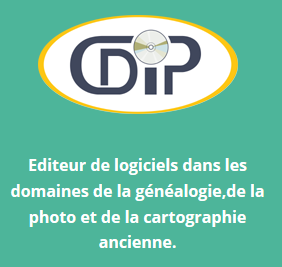 CDIP
Editeur de logiciels dans les
domaines de la généalogie,de la
photo et de la cartographie
ancienne.